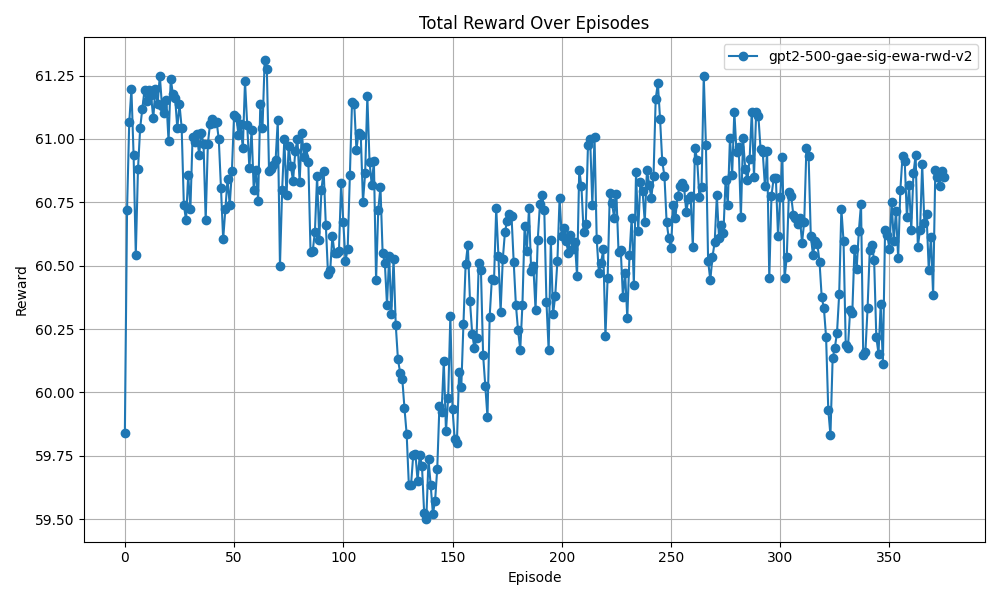 Total Reward Over Episodes
gpt2-500-gae-sig-ewa-rwd-v2
61.25
61.00
60.75
60.50
60.25
60.00
59.75
59.50
Reward
0 50 100 150 200 250 300 350
Episode